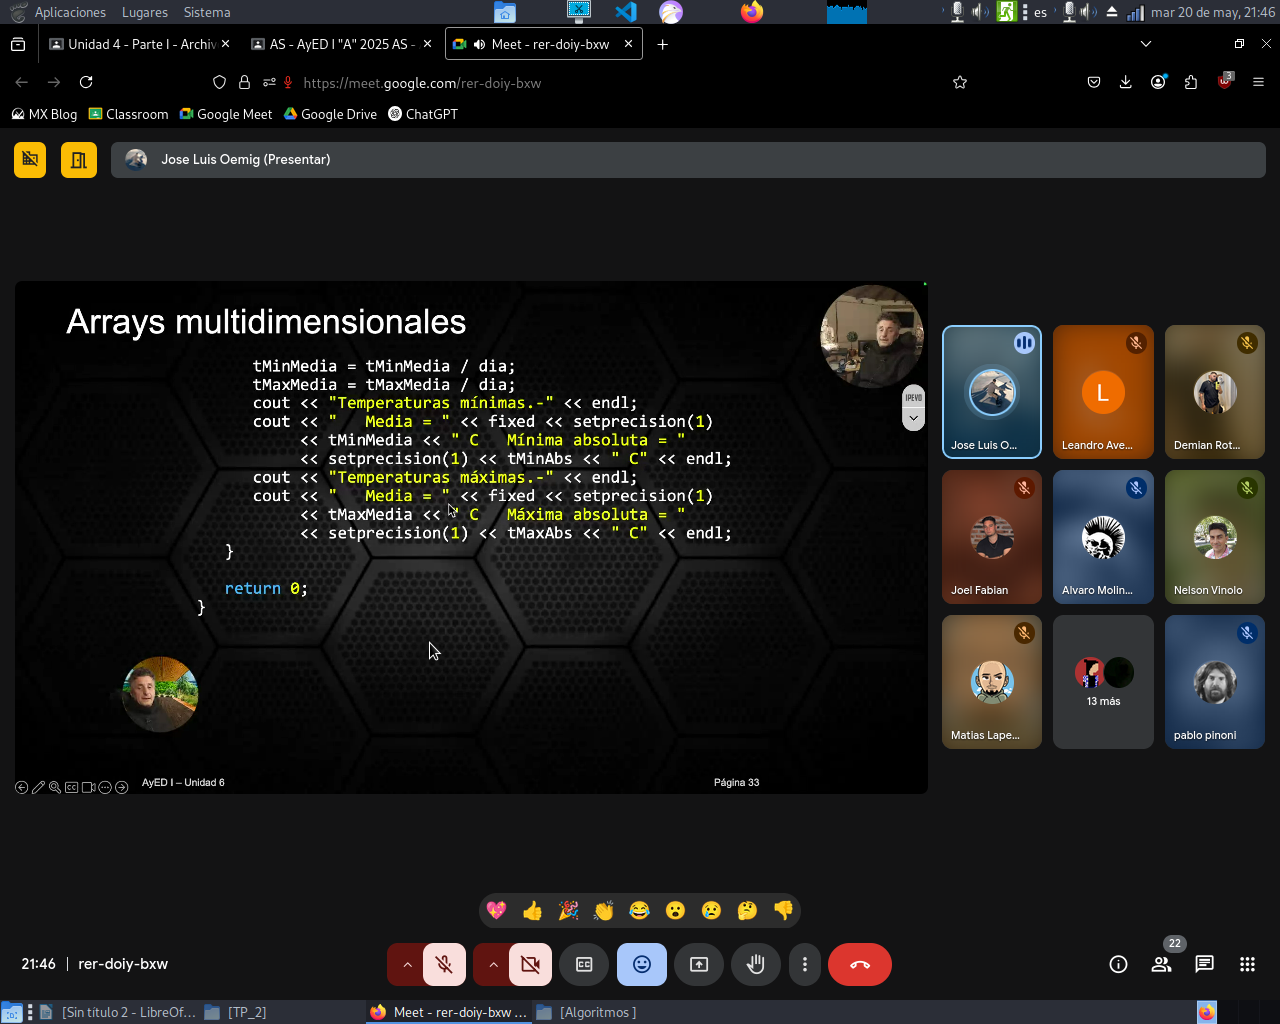 Aplicaciones Lugares Sistema
es mar 20 de may, 21:46
Unidad 4 - Parte I - Archiv
AS - AyED I "A" 2025 AS -
Meet - rer-doiy-bxw
https://meet.google.com/rer-doiy-bxw
3
MX Blog Classroom Google Meet Google Drive ChatGPT
Jose Luis Oemig (Presentar)
Arrays multidimensionales
tMinMedia = tMinMedia / dia;
tMaxMedia = tMaxMedia / dia;
cout << "Temperaturas mínimas.-" << endl;
cout << "   Media = " << fixed << setprecision(1)
<< tMinMedia << " C   Mínima absoluta = "
<< setprecision(1) << tMinAbs << " C" << endl;
cout << "Temperaturas máximas.-" << endl;
cout << "   Media = " << fixed << setprecision(1)
<< tMaxMedia << " C   Máxima absoluta = "
<< setprecision(1) << tMaxAbs << " C" << endl;
}
return 0;
}
IPEVO
AyED I – Unidad 6
Página 33
Jose Luis O...
L
Leandro Ave...
Demian Rot...
Joel Fabian
Alvaro Molin...
Nelson Vinolo
Matias Lape...
13 más
pablo pinoni
21:46 | rer-doiy-bxw
22
[Sin título 2 - LibreOf...
[TP_2]
Meet - rer-doiy-bxw ...
[Algoritmos ]